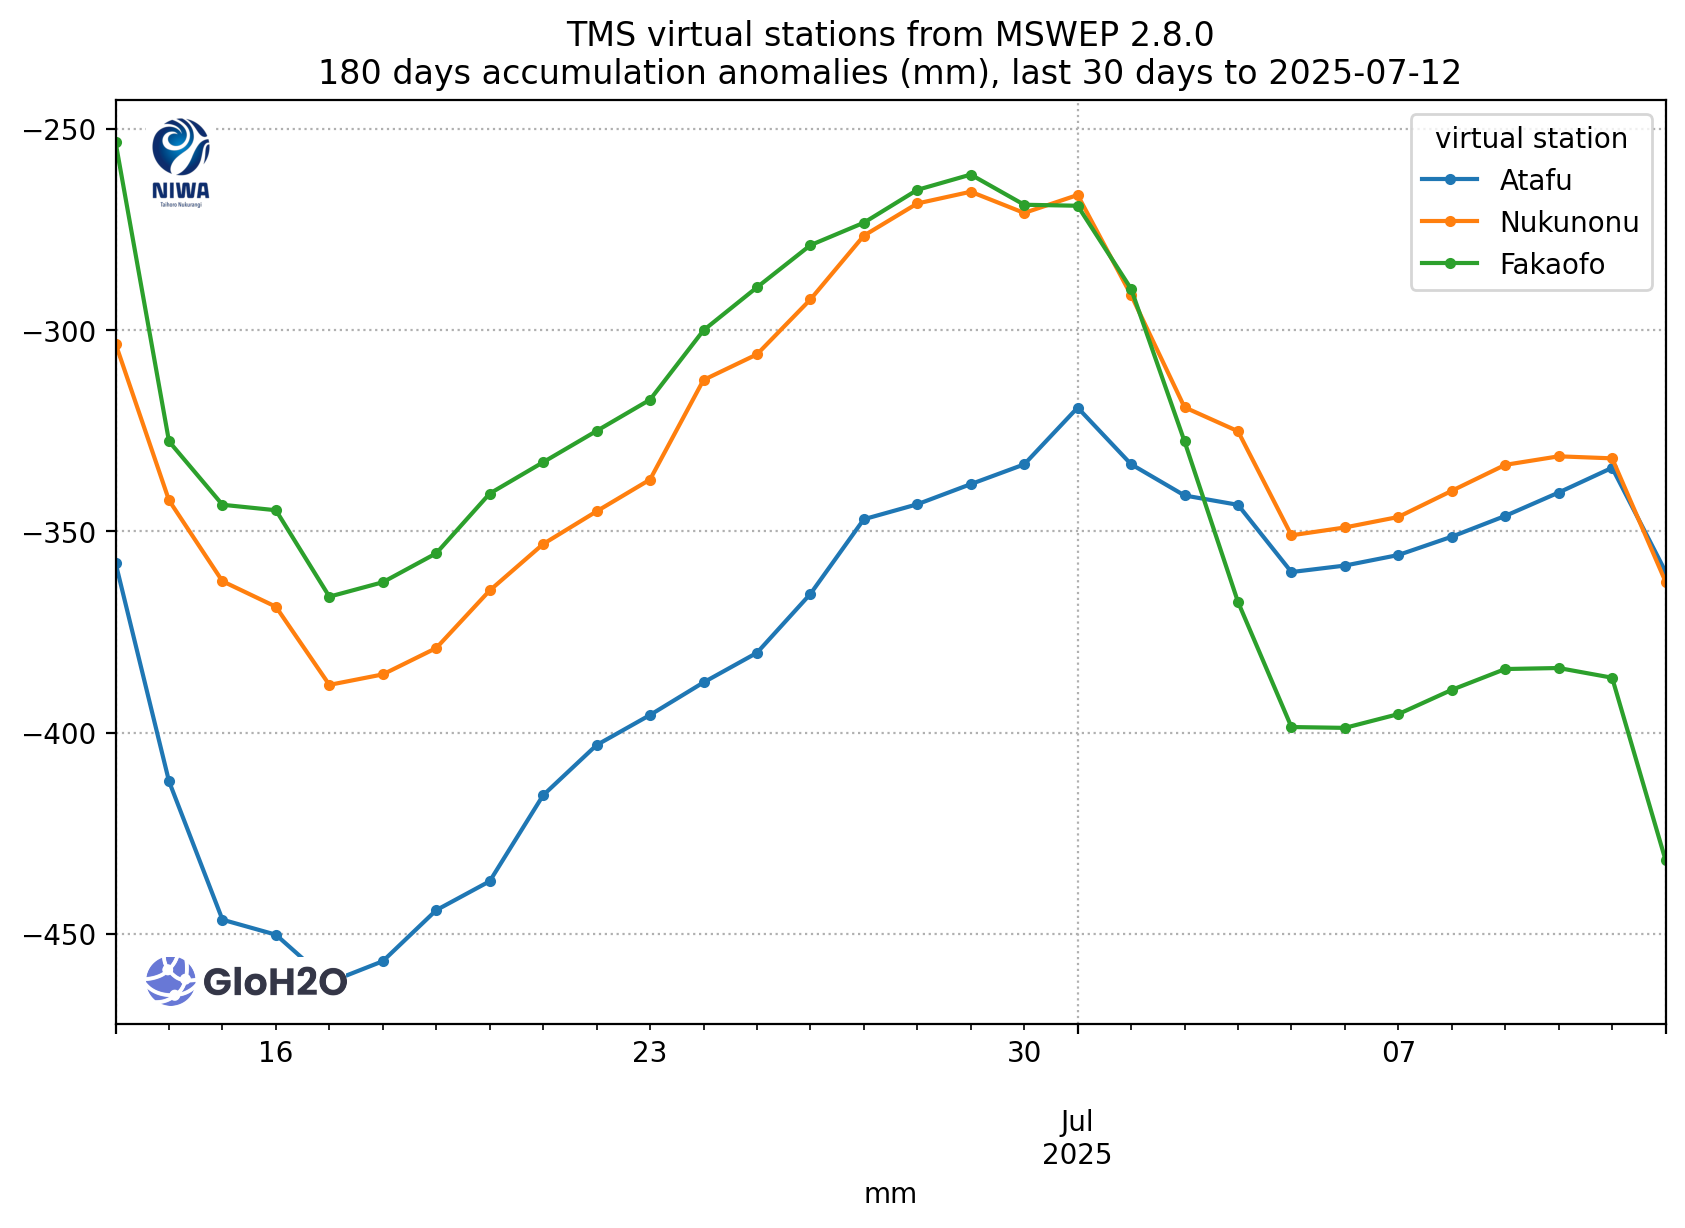 TMS virtual stations from MSWEP 2.8.0
180 days accumulation anomalies (mm), last 30 days to 2025-07-12
NIWA
Taihoro Nukurangi
virtual station
Atafu
Nukunonu
Fakaofo
−250
−300
−350
−400
−450
GloH2O
16
23
30
07
Jul
2025
mm